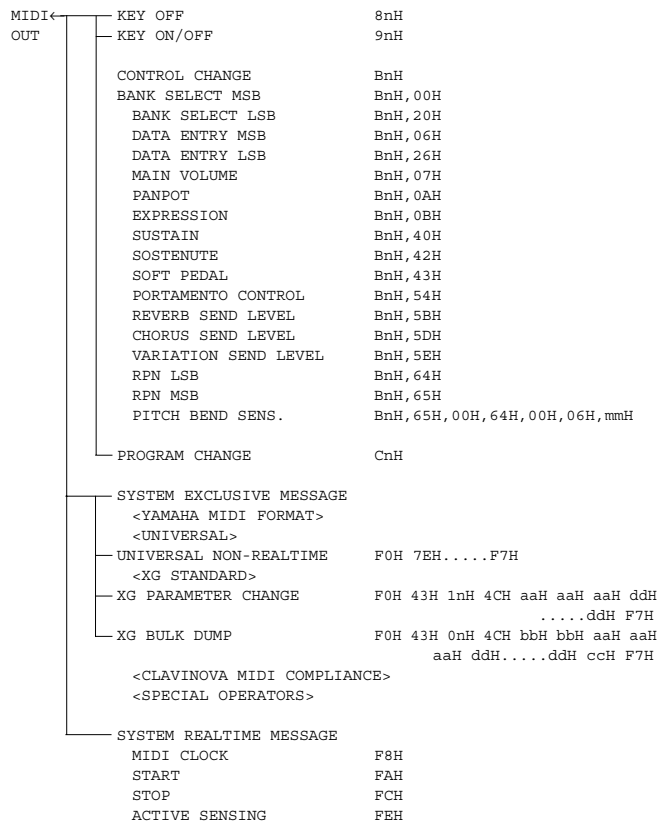 MIDI← KEY OFF 8nH
OUT KEY ON/OFF 9nH
CONTROL CHANGE BnH
BANK SELECT MSB BnH,00H
BANK SELECT LSB BnH,20H
DATA ENTRY MSB BnH,06H
DATA ENTRY LSB BnH,26H
MAIN VOLUME BnH,07H
PANPOT BnH,0AH
EXPRESSION BnH,0BH
SUSTAIN BnH,40H
SOSTENUTE BnH,42H
SOFT PEDAL BnH,43H
PORTAMENTO CONTROL BnH,54H
REVERB SEND LEVEL BnH,5BH
CHORUS SEND LEVEL BnH,5DH
VARIATION SEND LEVEL BnH,5EH
RPN LSB BnH,64H
RPN MSB BnH,65H
PITCH BEND SENS. BnH,65H,00H,64H,00H,06H,mmH
PROGRAM CHANGE CnH
SYSTEM EXCLUSIVE MESSAGE
<YAMAHA MIDI FORMAT>
<UNIVERSAL>
UNIVERSAL NON-REALTIME F0H 7EH.....F7H
<XG STANDARD>
XG PARAMETER CHANGE F0H 43H 1nH 4CH aaH aaH aaH ddH
.....ddH F7H
XG BULK DUMP F0H 43H 0nH 4CH bbH bbH aaH aaH
aaH ddH.....ddH ccH F7H
<CLAVINOVA MIDI COMPLIANCE>
<SPECIAL OPERATORS>
SYSTEM REALTIME MESSAGE
MIDI CLOCK F8H
START FAH
STOP FCH
ACTIVE SENSING FEH